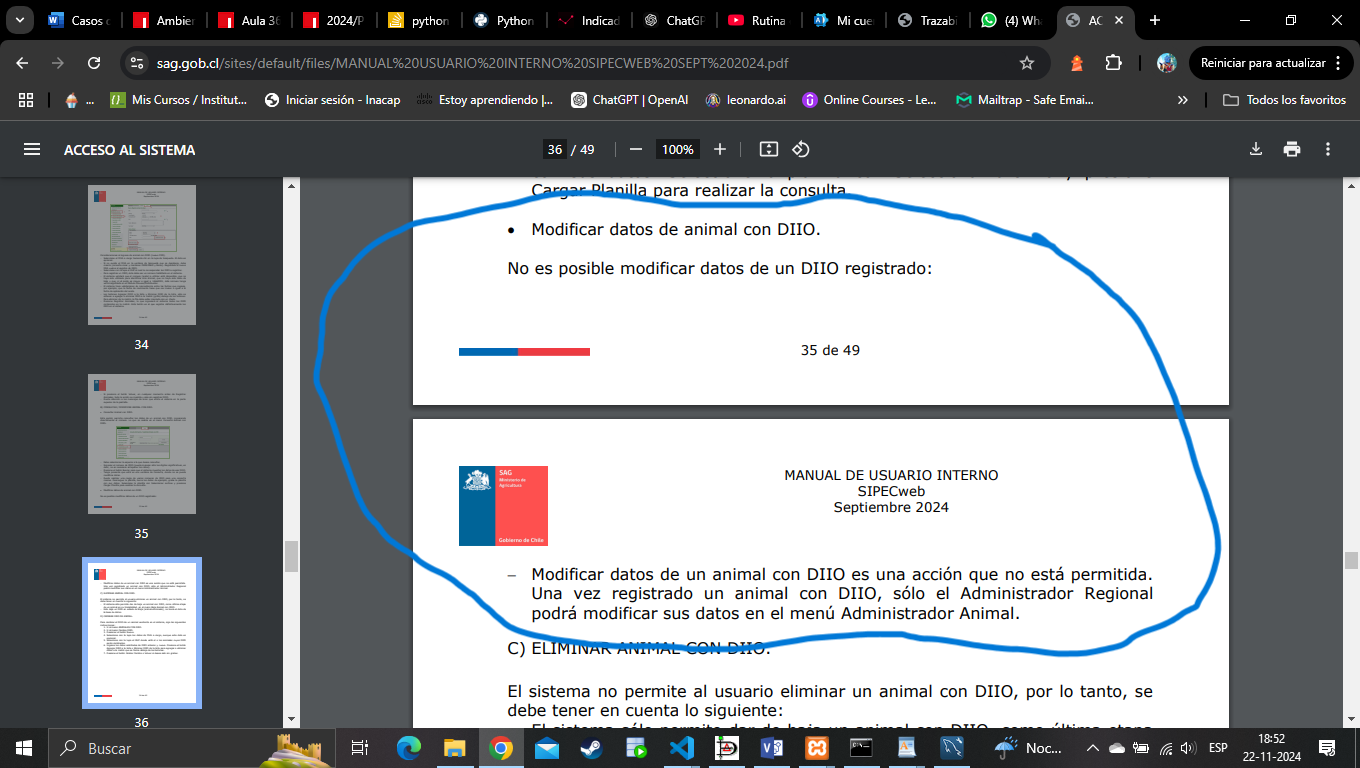 Casos d
Ambien
Aula 36
2024/P
python
Python
Indicad
ChatGP
Rutina
Mi cue
Trazabi
(4) Wha
AC
sag.gob.cl/sites/default/files/MANUAL%20USUARIO%20INTERNO%20SIPECWEB%20SEPT%202024.pdf
Reiniciar para actualizar
...
Mis Cursos / Institut...
Iniciar sesión - Inacap
Estoy aprendiendo |...
ChatGPT | OpenAI
leonardo.ai
Online Courses - Le...
Mailtrap - Safe Emai...
Todos los favoritos
ACCESO AL SISTEMA
36 / 49
100%
34
35
36
Cargar Planilla para realizar la consulta.
• Modificar datos de animal con DIIO.
No es posible modificar datos de un DIIO registrado:
35 de 49
SAG
Ministerio de
Agricultura
Gobierno de Chile
MANUAL DE USUARIO INTERNO
SIPECweb
Septiembre 2024
– Modificar datos de un animal con DIIO es una acción que no está permitida.
Una vez registrado un animal con DIIO, sólo el Administrador Regional
podrá modificar sus datos en el menú Administrador Animal.
C) ELIMINAR ANIMAL CON DIIO.
El sistema no permite al usuario eliminar un animal con DIIO, por lo tanto, se
debe tener en cuenta lo siguiente:
Buscar
Noc...
ESP
18:52
22-11-2024